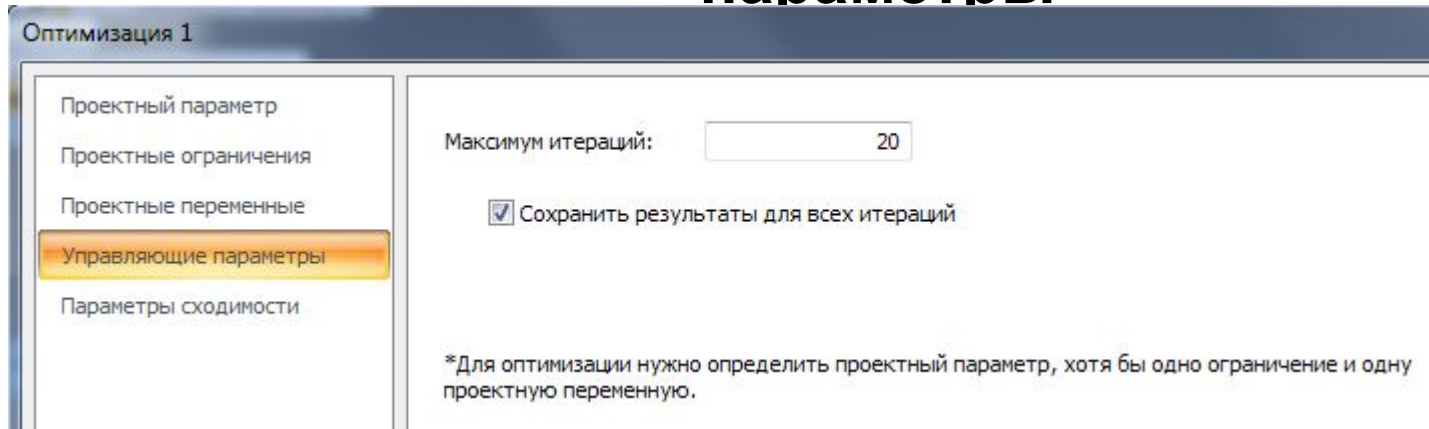 параметры
Оптимизация 1
Проектный параметр
Проектные ограничения
Проектные переменные
Управляющие параметры
Параметры сходимости
Максимум итераций: 20
Сохранить результаты для всех итераций
*Для оптимизации нужно определить проектный параметр, хотя бы одно ограничение и одну
проектную переменную.